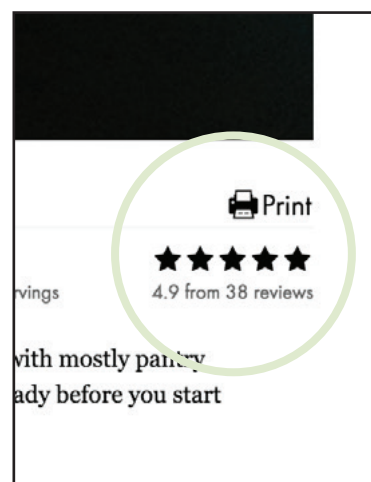 Print
rvings
4.9 from 38 reviews
with mostly pantry
ady before you start